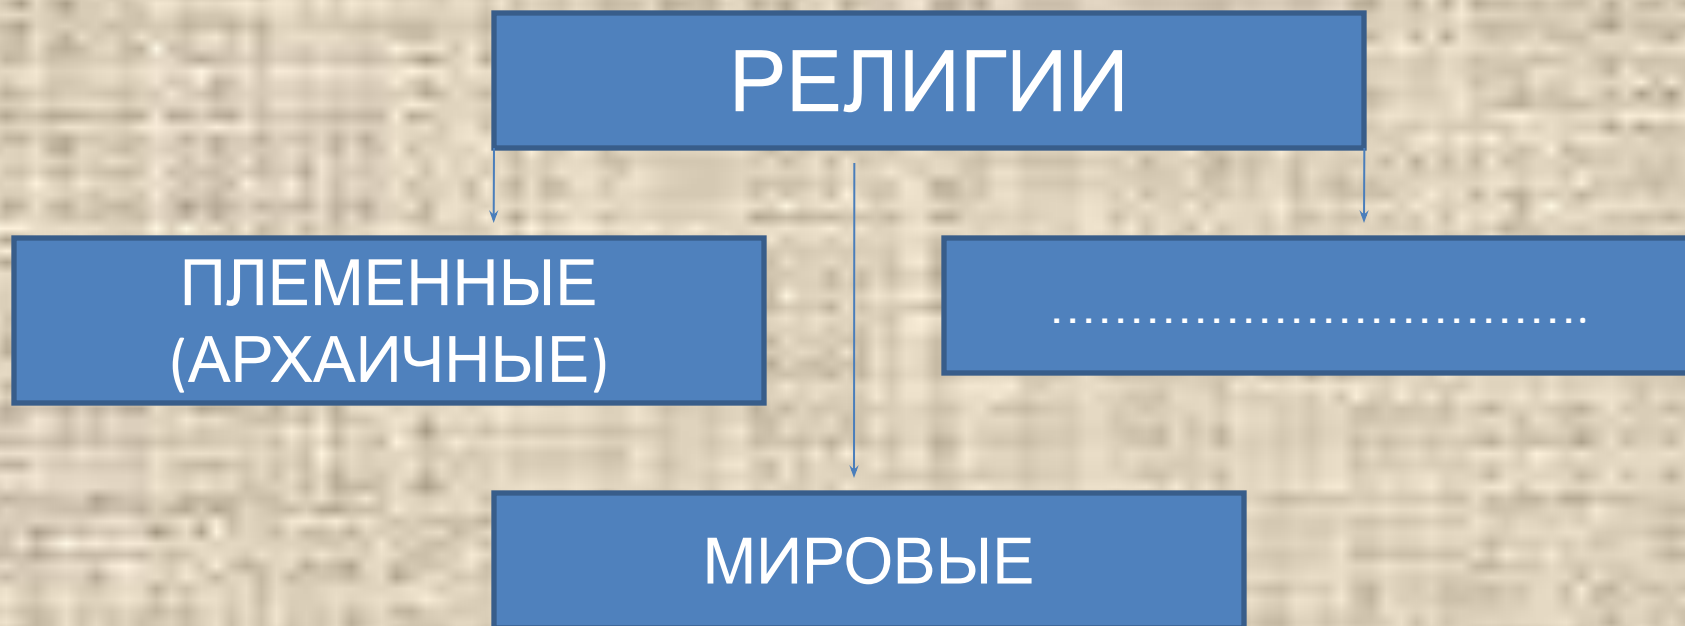 РЕЛИГИИ
ПЛЕМЕННЫЕ
(АРХАИЧНЫЕ)
..................................
МИРОВЫЕ